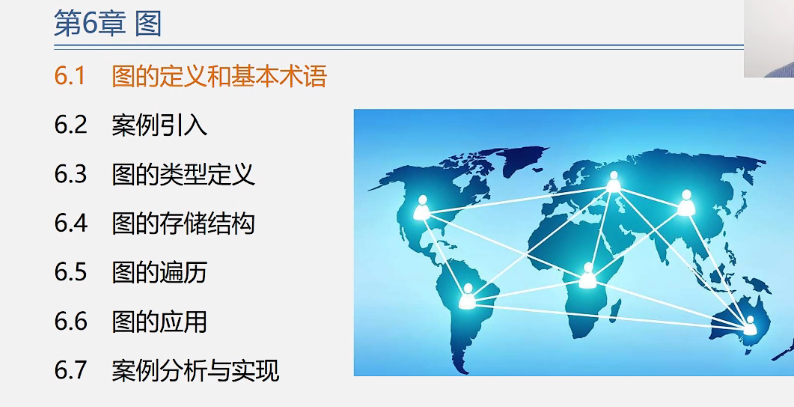 第6章 图
6.1 图的定义和基本术语
6.2 案例引入
6.3 图的类型定义
6.4 图的存储结构
6.5 图的遍历
6.6 图的应用
6.7 案例分析与实现